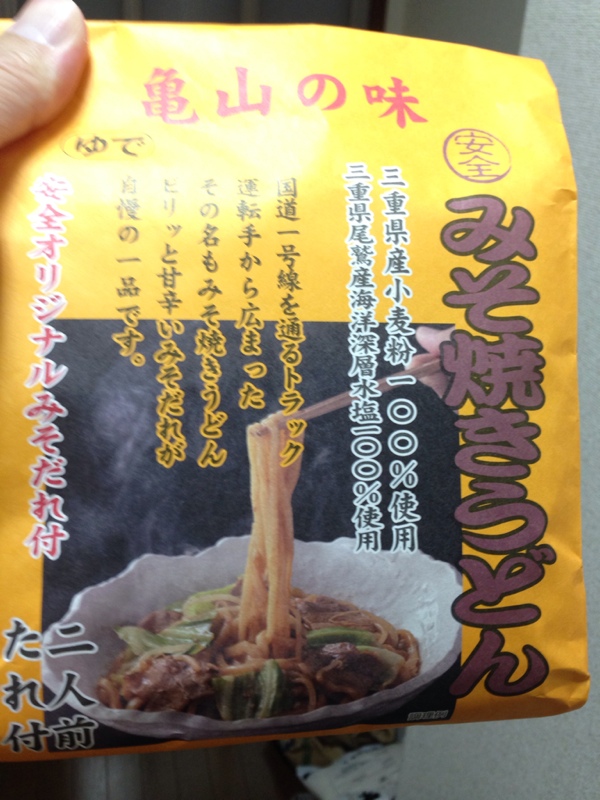 亀山の味
ゆで
安全
みそ焼きうどん
三重県産小麦粉一〇〇%使用
三重県尾鷲産海洋深層水塩一〇〇%使用
国道一号線を通るトラック
運転手から広まった
その名もみそ焼きうどん
ピリッと甘辛いみそだれが
自慢の一品です。
安全オリジナルみそだれ付
二人前
たれ付
調理例